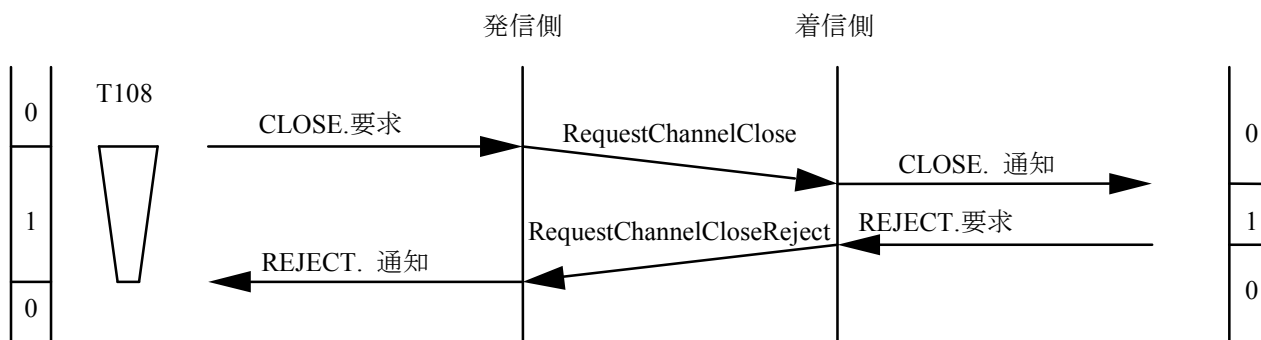 発信側 着信側
T108
0 CLOSE.要求 RequestChannelClose 0
CLOSE. 通知
1 RequestChannelCloseReject REJECT.要求 1
REJECT. 通知
0 0